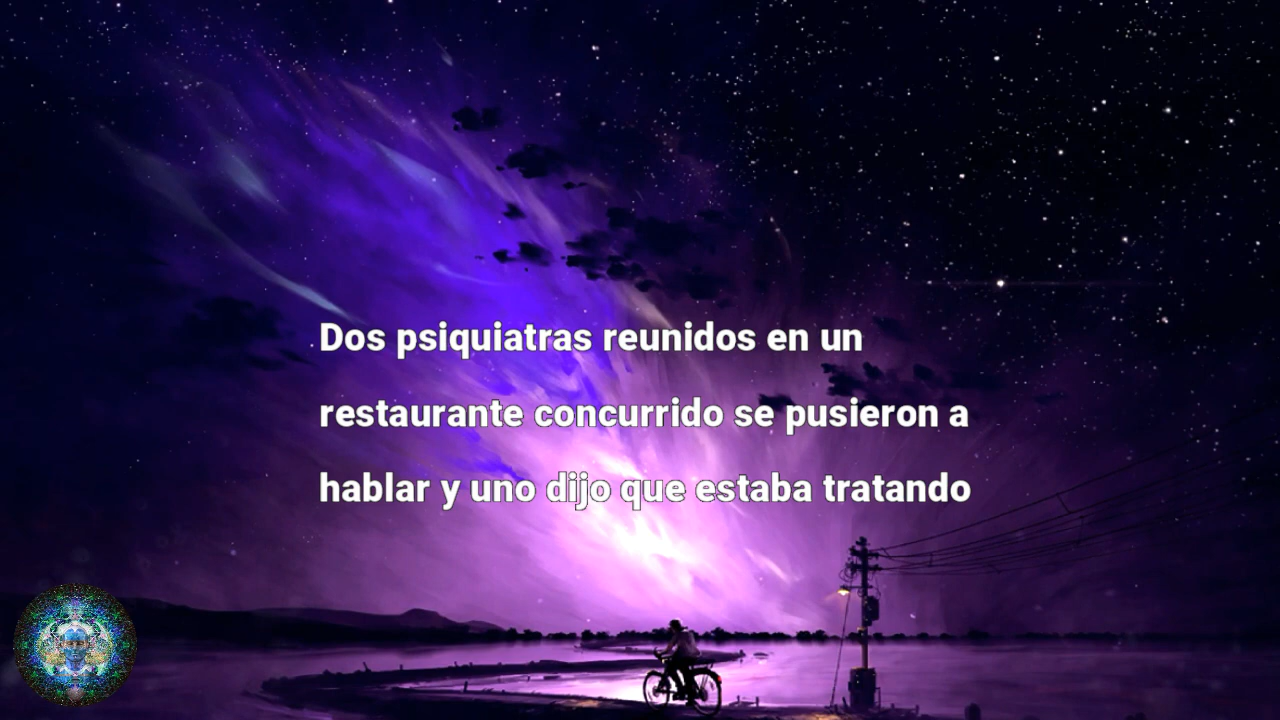 Dos psiquiatras reunidos en un
restaurante concurrido se pusieron a
hablar y uno dijo que estaba tratando